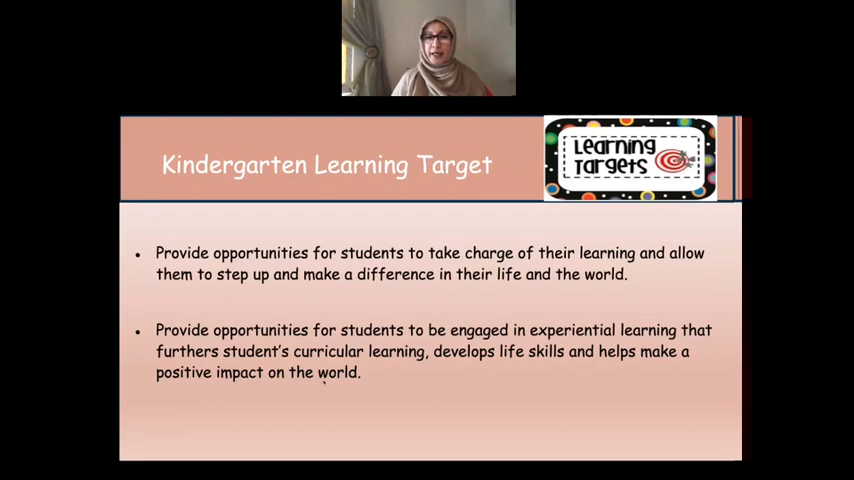 Kindergarten Learning Target
Learning
Targets
Provide opportunities for students to take charge of their learning and allow
them to step up and make a difference in their life and the world.
Provide opportunities for students to be engaged in experiential learning that
furthers student's curricular learning, develops life skills and helps make a
positive impact on the world.